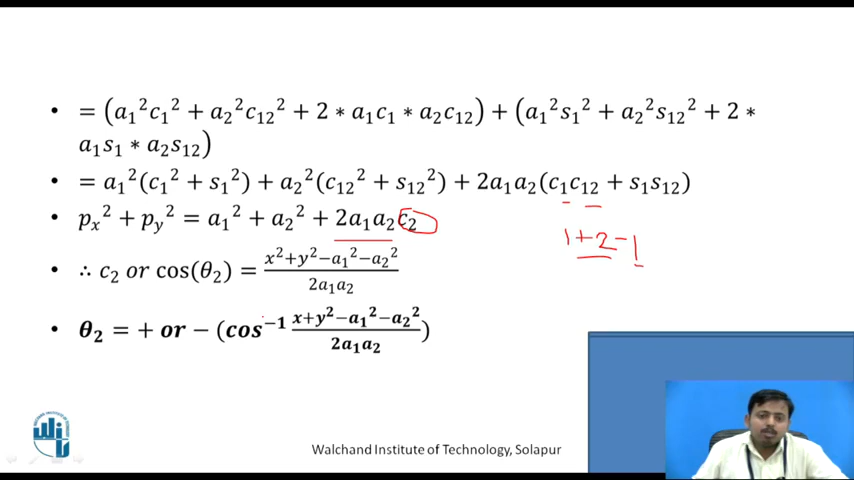 • = (a₁²c₁² + a₂²c₁₂² + 2 ∗ a₁c₁ ∗ a₂c₁₂) + (a₁²s₁² + a₂²s₁₂² + 2 ∗
a₁s₁ ∗ a₂s₁₂)
• = a₁²(c₁² + s₁²) + a₂²(c₁₂² + s₁₂²) + 2a₁a₂(c₁c₁₂ + s₁s₁₂)
• pₓ² + p_y² = a₁² + a₂² + 2a₁a₂c₂
1+2-1
• ∴ c₂ or cos(θ₂) = (x²+y²−a₁²−a₂²)/(2a₁a₂)
• θ₂ = + or − (cos⁻¹ (x+y²−a₁²−a₂²)/(2a₁a₂))
Walchand Institute of Technology, Solapur